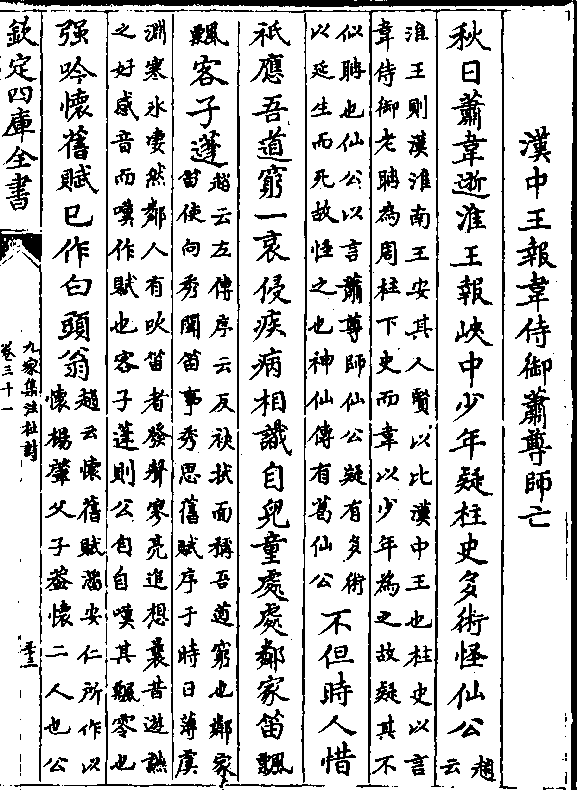 漢中王報韋侍御蕭尊師亡
秋日蕭韋逝淮王報峽中少年疑柱史多術怪仙公趙
云
淮王則漢淮南王安其人賢以比漢中王也柱史以言
韋侍御老聃為周柱下史而韋以少年為之故疑其不
似聃也仙公以言蕭尊師仙公疑有多術
以延生而死故怪之也神仙傳有葛仙公
不但時人惜
祇應吾道窮一哀侵疾病相識自兒童處處鄰家笛飄
飄客子蓬
趙云左傳序云反袂拭面稱吾道窮也鄰家
笛使向秀聞笛事秀思舊賦序于時日薄虞
淵寒氷凄然鄰人有吹笛者發聲寥亮追想曩昔遊讌
之好感音而嘆作賦也客子蓬則公自自嘆其飄零也
强吟懷舊賦已作白頭翁
趙云懷舊賦潘安仁所作以
懷楊肇父子並懷二人也公
欽定四庫全書
九家集注杜詩
卷三十一